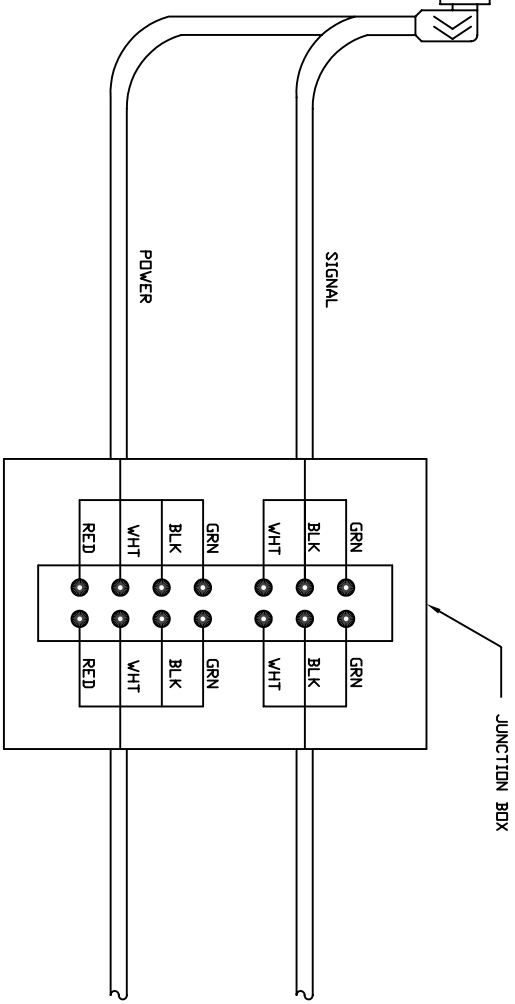 JUNCTION BOX
SIGNAL
POWER
GRN
BLK
WHT
GRN
BLK
WHT
RED
GRN
BLK
WHT
GRN
BLK
WHT
RED